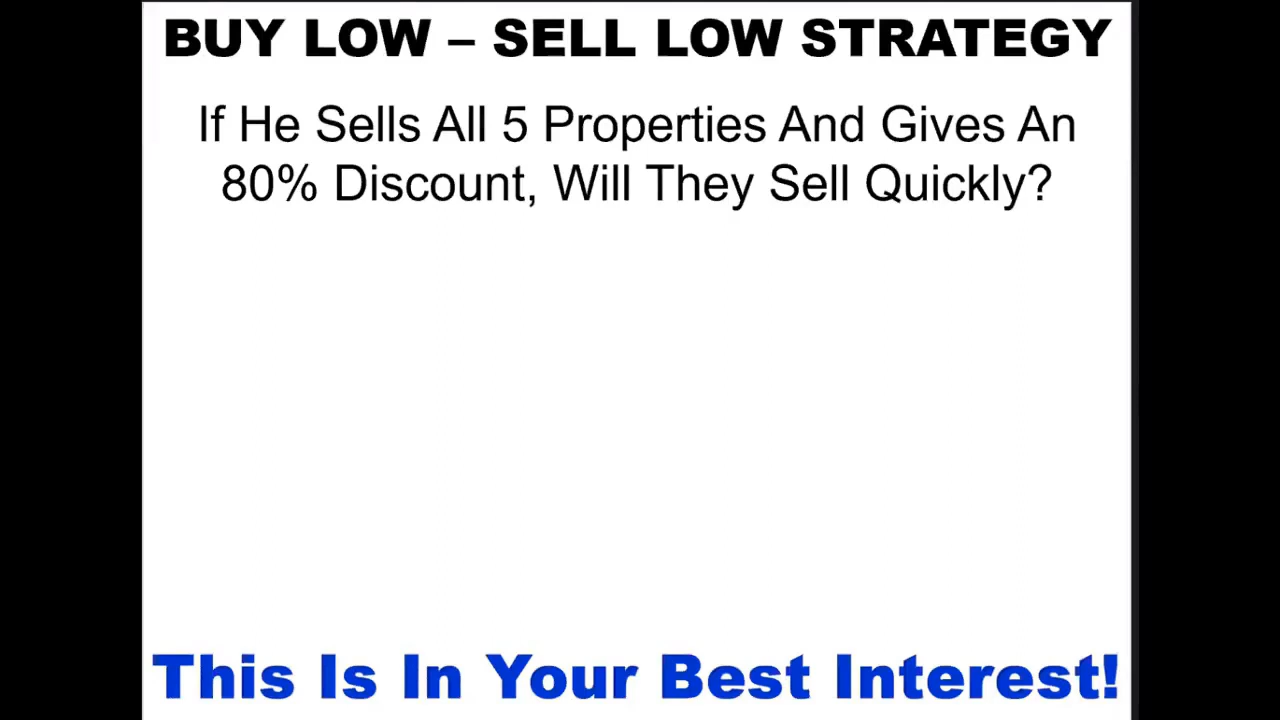 BUY LOW – SELL LOW STRATEGY
If He Sells All 5 Properties And Gives An
80% Discount, Will They Sell Quickly?
This Is In Your Best Interest!